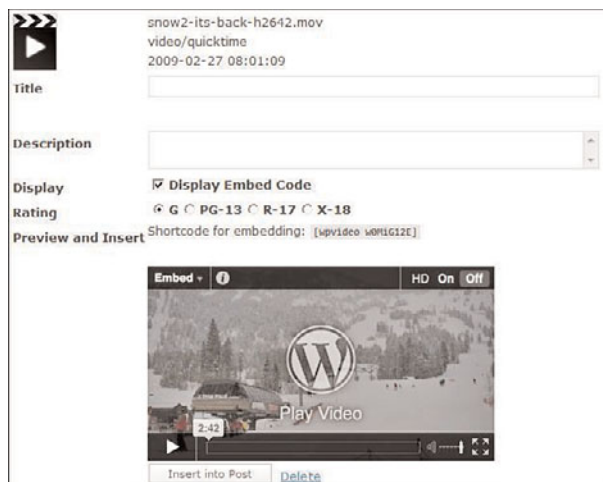 snow2-its-back-h2642.mov
video/quicktime
2009-02-27 08:01:09
Title
Description
Display Display Embed Code
Rating G PG-13 R-17 X-18
Preview and Insert Shortcode for embedding: [wpvideo w0MiG12E]
Embed HD On Off
Play Video
2:42
Insert into Post Delete